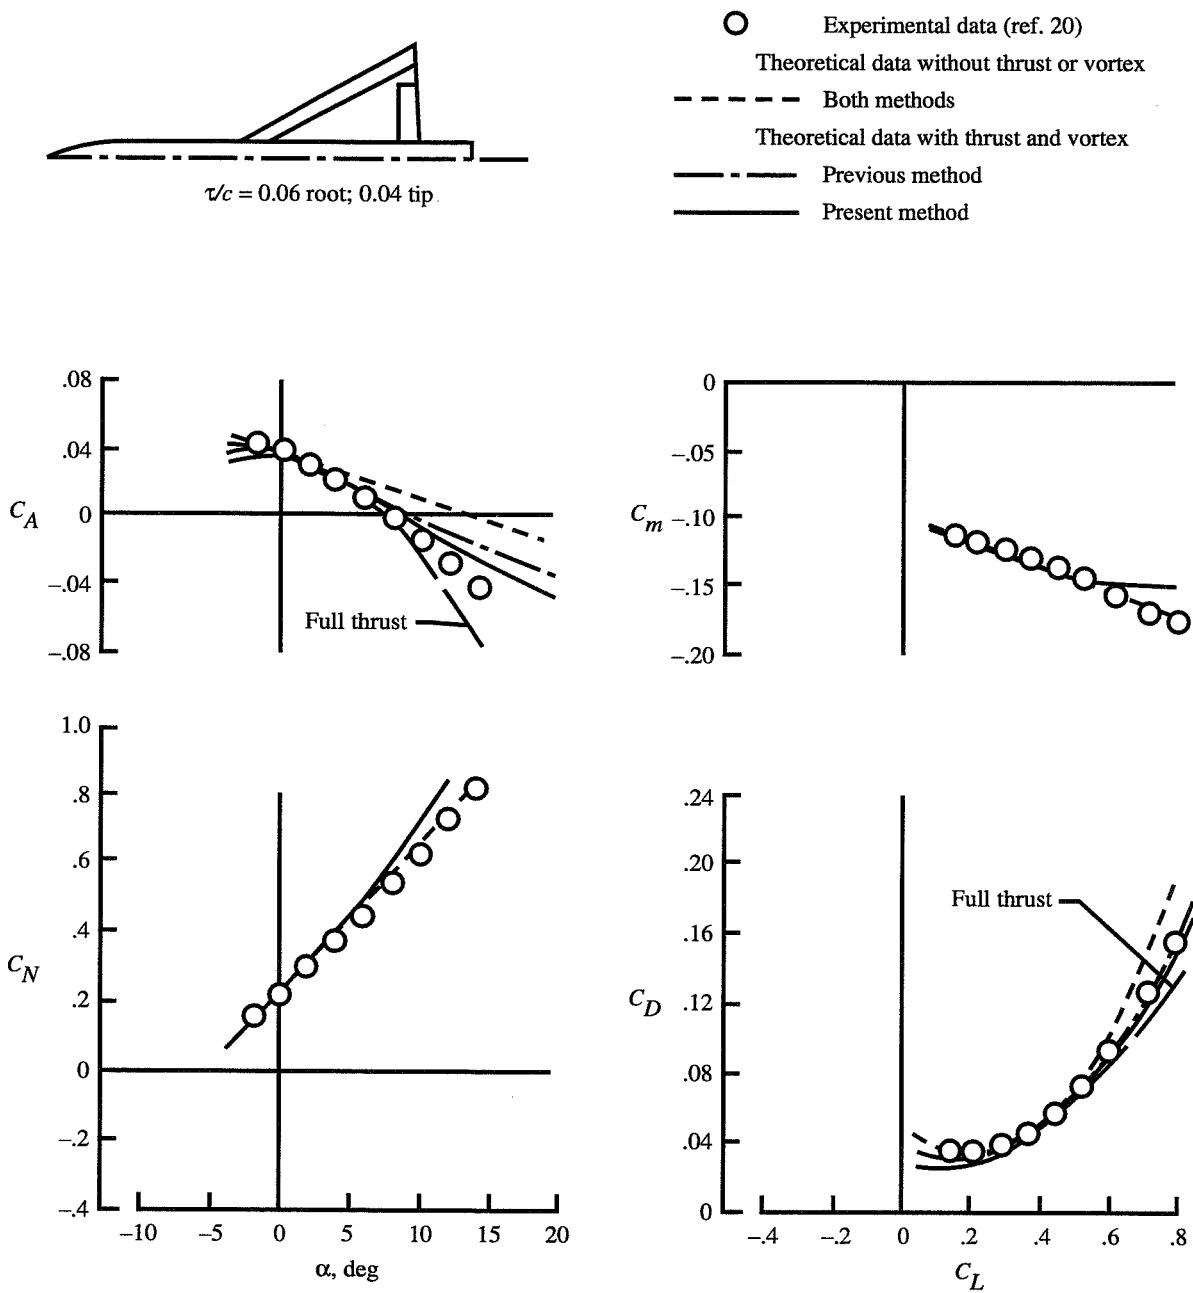 Experimental data (ref. 20)
Theoretical data without thrust or vortex
Both methods
Theoretical data with thrust and vortex
Previous method
Present method
τ/c = 0.06 root; 0.04 tip
.08
.04
C_A
0
–.04
–.08
Full thrust
0
–.05
C_m
–.10
–.15
–.20
1.0
.8
.6
.4
C_N
.2
0
–.2
–.4
–10
–5
0
5
10
15
20
α, deg
.24
.20
Full thrust
.16
C_D
.12
.08
.04
0
–.4
–.2
0
.2
.4
.6
.8
C_L